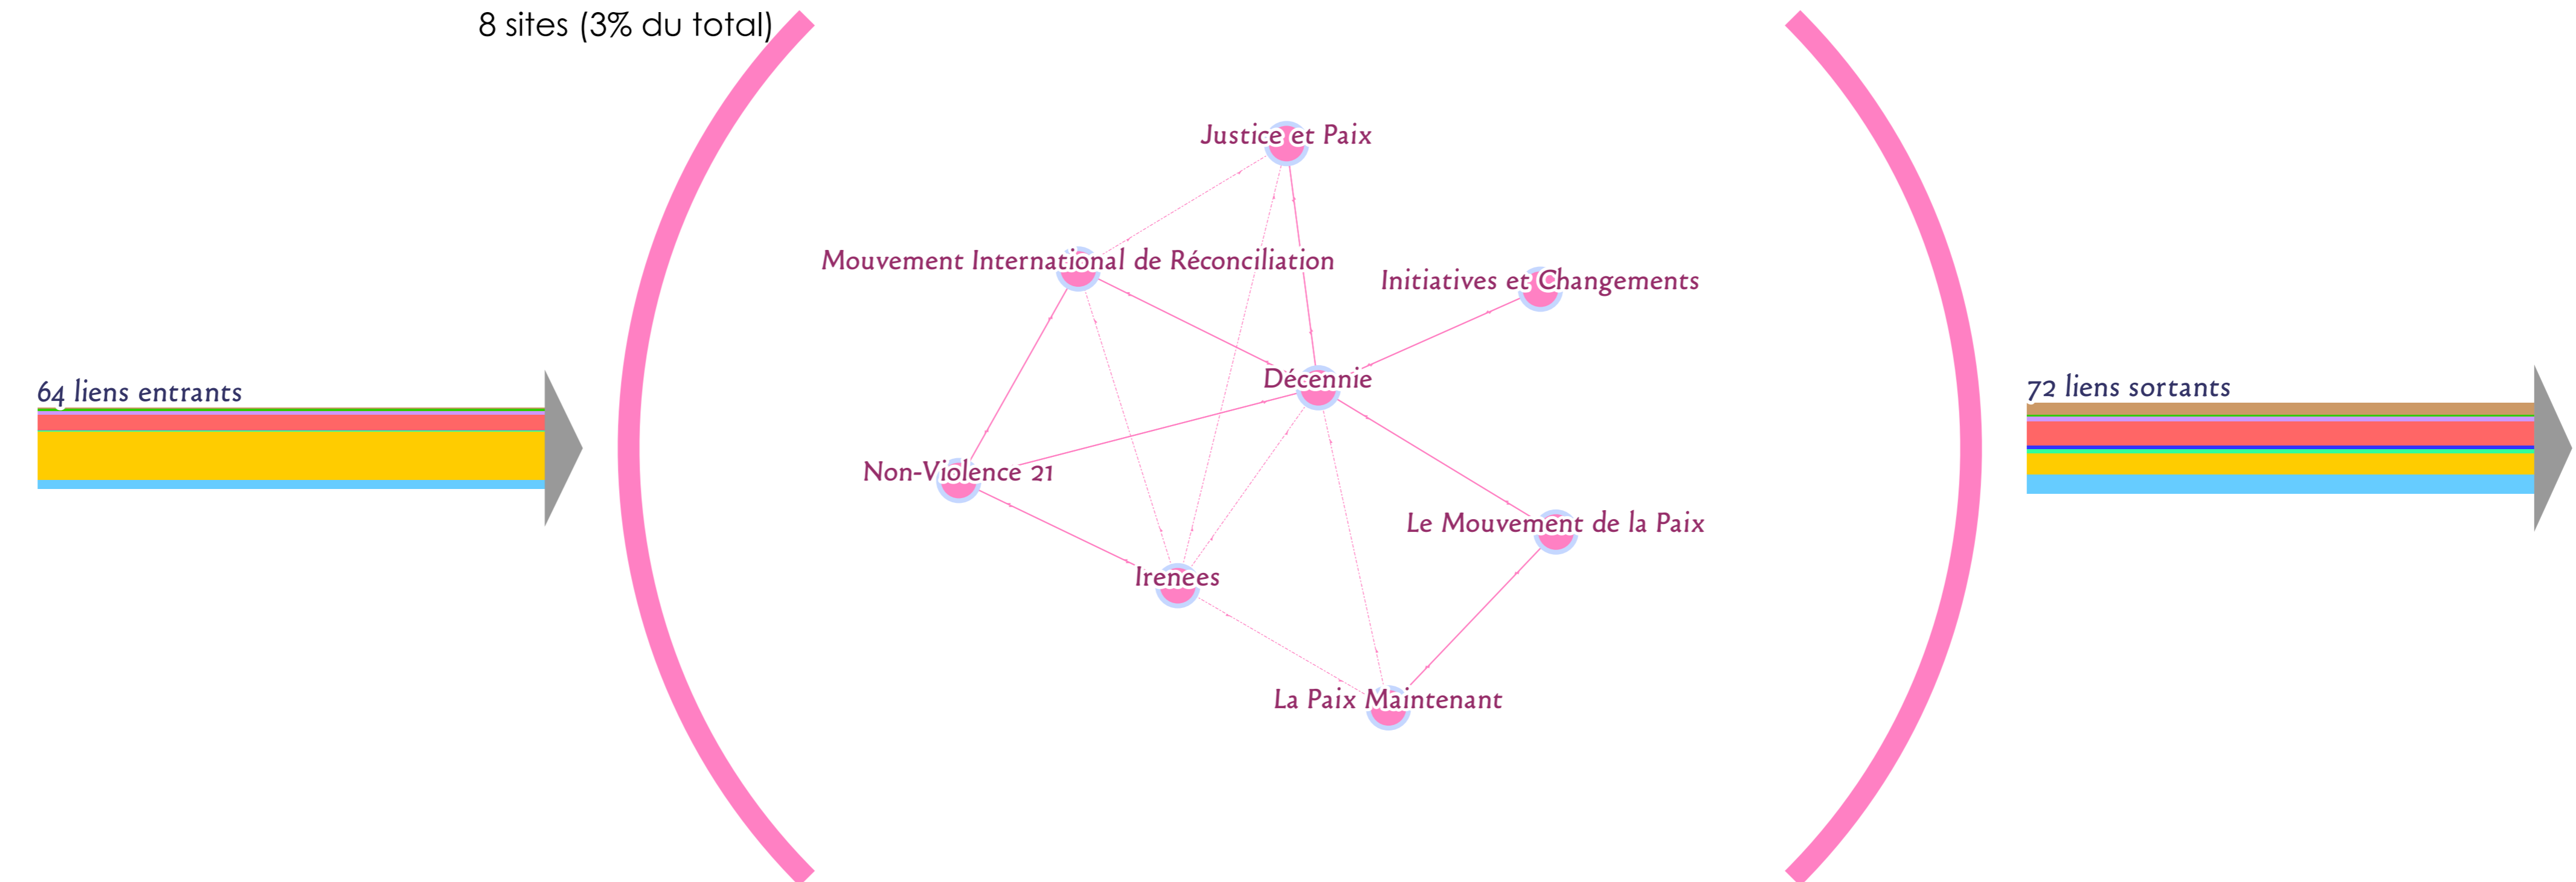 8 sites (3% du total)
Justice et Paix
Mouvement International de Réconciliation
Initiatives et Changements
Décennie
64 liens entrants
72 liens sortants
Non-Violence 21
Le Mouvement de la Paix
Irenees
La Paix Maintenant